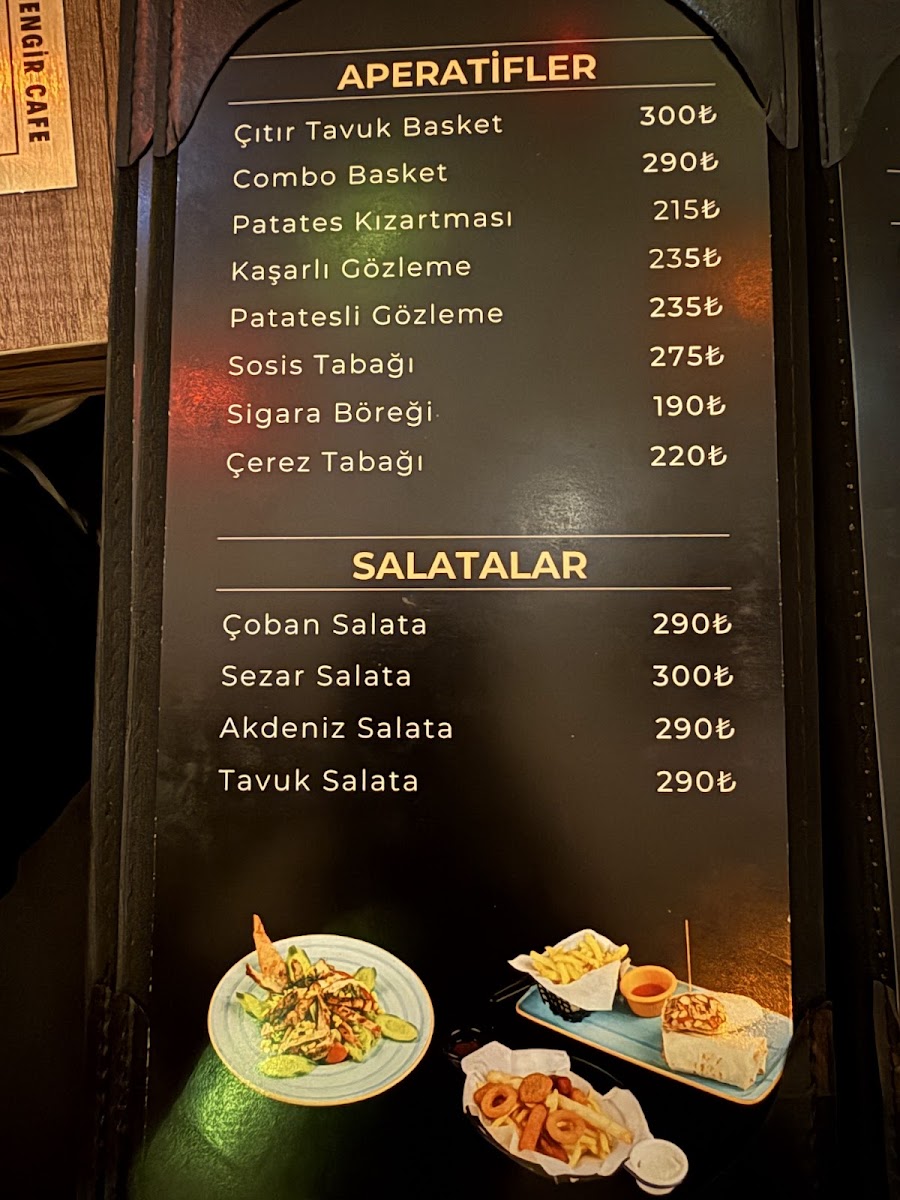 ENGİR CAFE
APERATİFLER
Çıtır Tavuk Basket 300₺
Combo Basket 290₺
Patates Kızartması 215₺
Kaşarlı Gözleme 235₺
Patatesli Gözleme 235₺
Sosis Tabağı 275₺
Sigara Böreği 190₺
Çerez Tabağı 220₺
SALATALAR
Çoban Salata 290₺
Sezar Salata 300₺
Akdeniz Salata 290₺
Tavuk Salata 290₺